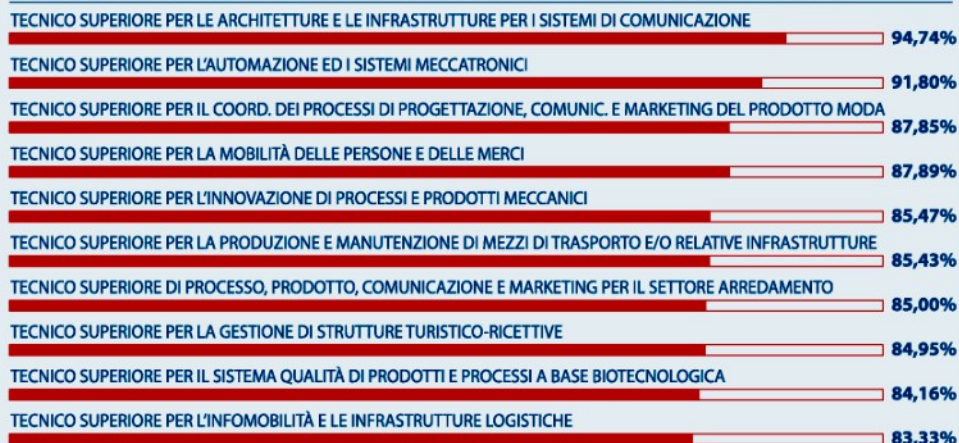 TECNICO SUPERIORE PER LE ARCHITETTURE E LE INFRASTRUTTURE PER I SISTEMI DI COMUNICAZIONE
94,74%
TECNICO SUPERIORE PER L'AUTOMAZIONE ED I SISTEMI MECCATRONICI
91,80%
TECNICO SUPERIORE PER IL COORD. DEI PROCESSI DI PROGETTAZIONE, COMUNIC. E MARKETING DEL PRODOTTO MODA
87,85%
TECNICO SUPERIORE PER LA MOBILITÀ DELLE PERSONE E DELLE MERCI
87,89%
TECNICO SUPERIORE PER L'INNOVAZIONE DI PROCESSI E PRODOTTI MECCANICI
85,47%
TECNICO SUPERIORE PER LA PRODUZIONE E MANUTENZIONE DI MEZZI DI TRASPORTO E/O RELATIVE INFRASTRUTTURE
85,43%
TECNICO SUPERIORE DI PROCESSO, PRODOTTO, COMUNICAZIONE E MARKETING PER IL SETTORE ARREDAMENTO
85,00%
TECNICO SUPERIORE PER LA GESTIONE DI STRUTTURE TURISTICO-RICETTIVE
84,95%
TECNICO SUPERIORE PER IL SISTEMA QUALITÀ DI PRODOTTI E PROCESSI A BASE BIOTECNOLOGICA
84,16%
TECNICO SUPERIORE PER L'INFOMOBILITÀ E LE INFRASTRUTTURE LOGISTICHE
83,33%